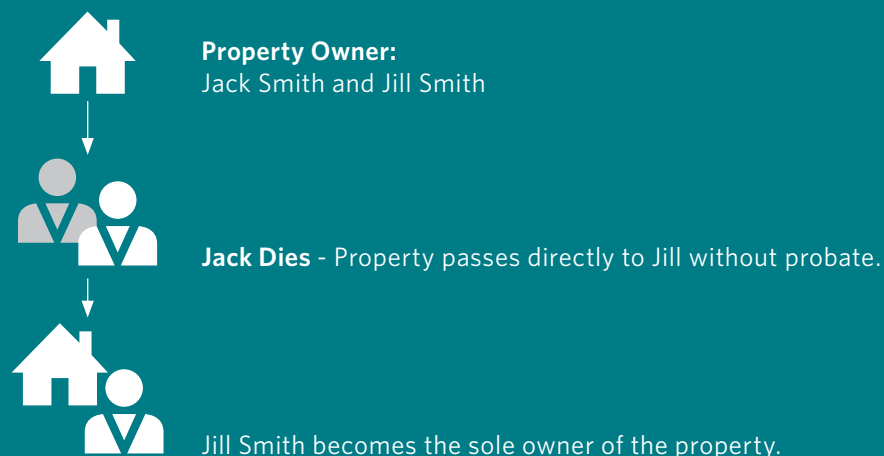 Property Owner:
Jack Smith and Jill Smith
Jack Dies - Property passes directly to Jill without probate.
Jill Smith becomes the sole owner of the property.